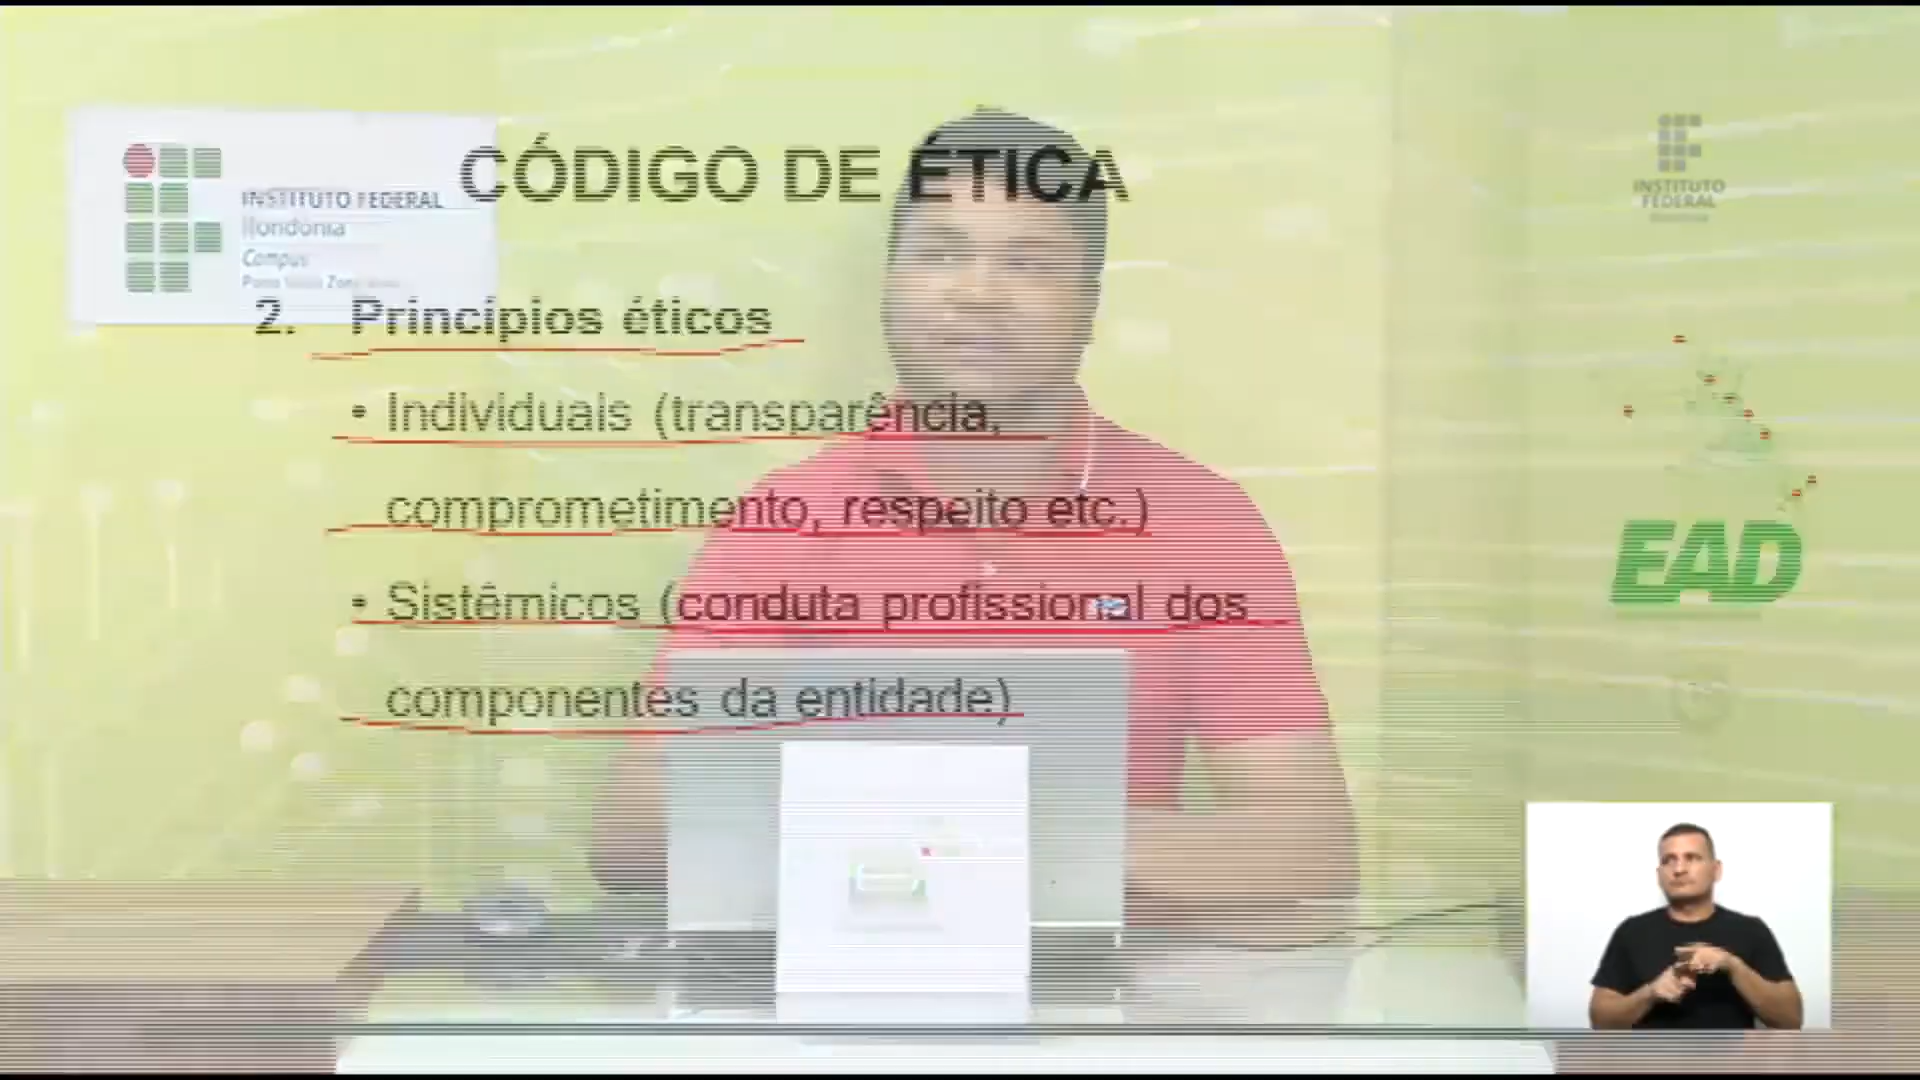 CÓDIGO DE ÉTICA
INSTITUTO FEDERAL
Rondônia
Campus
2. Princípios éticos
• Individuais (transparência,
comprometimento, respeito etc.)
• Sistêmicos (conduta profissional dos
componentes da entidade)
INSTITUTO
FEDERAL
EAD